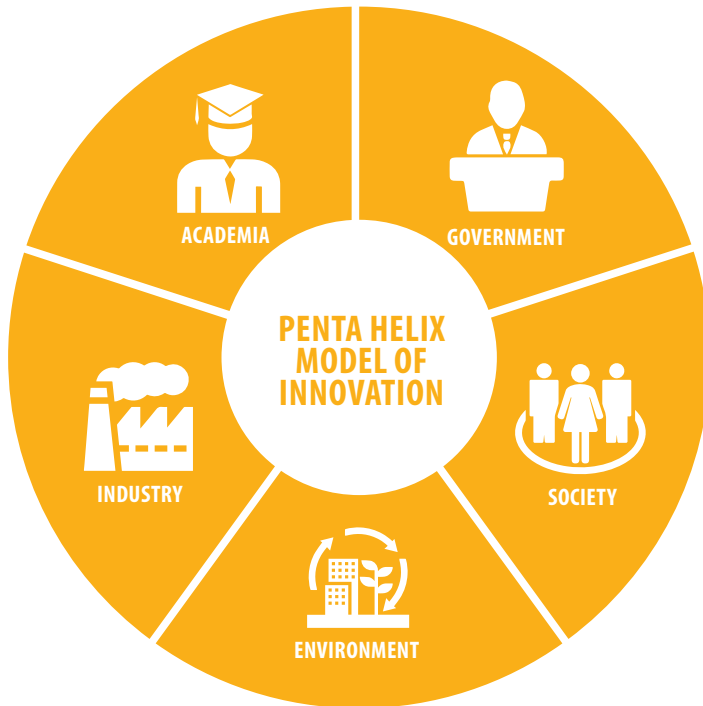 ACADEMIA
GOVERNMENT
PENTA HELIX
MODEL OF
INNOVATION
INDUSTRY
SOCIETY
ENVIRONMENT